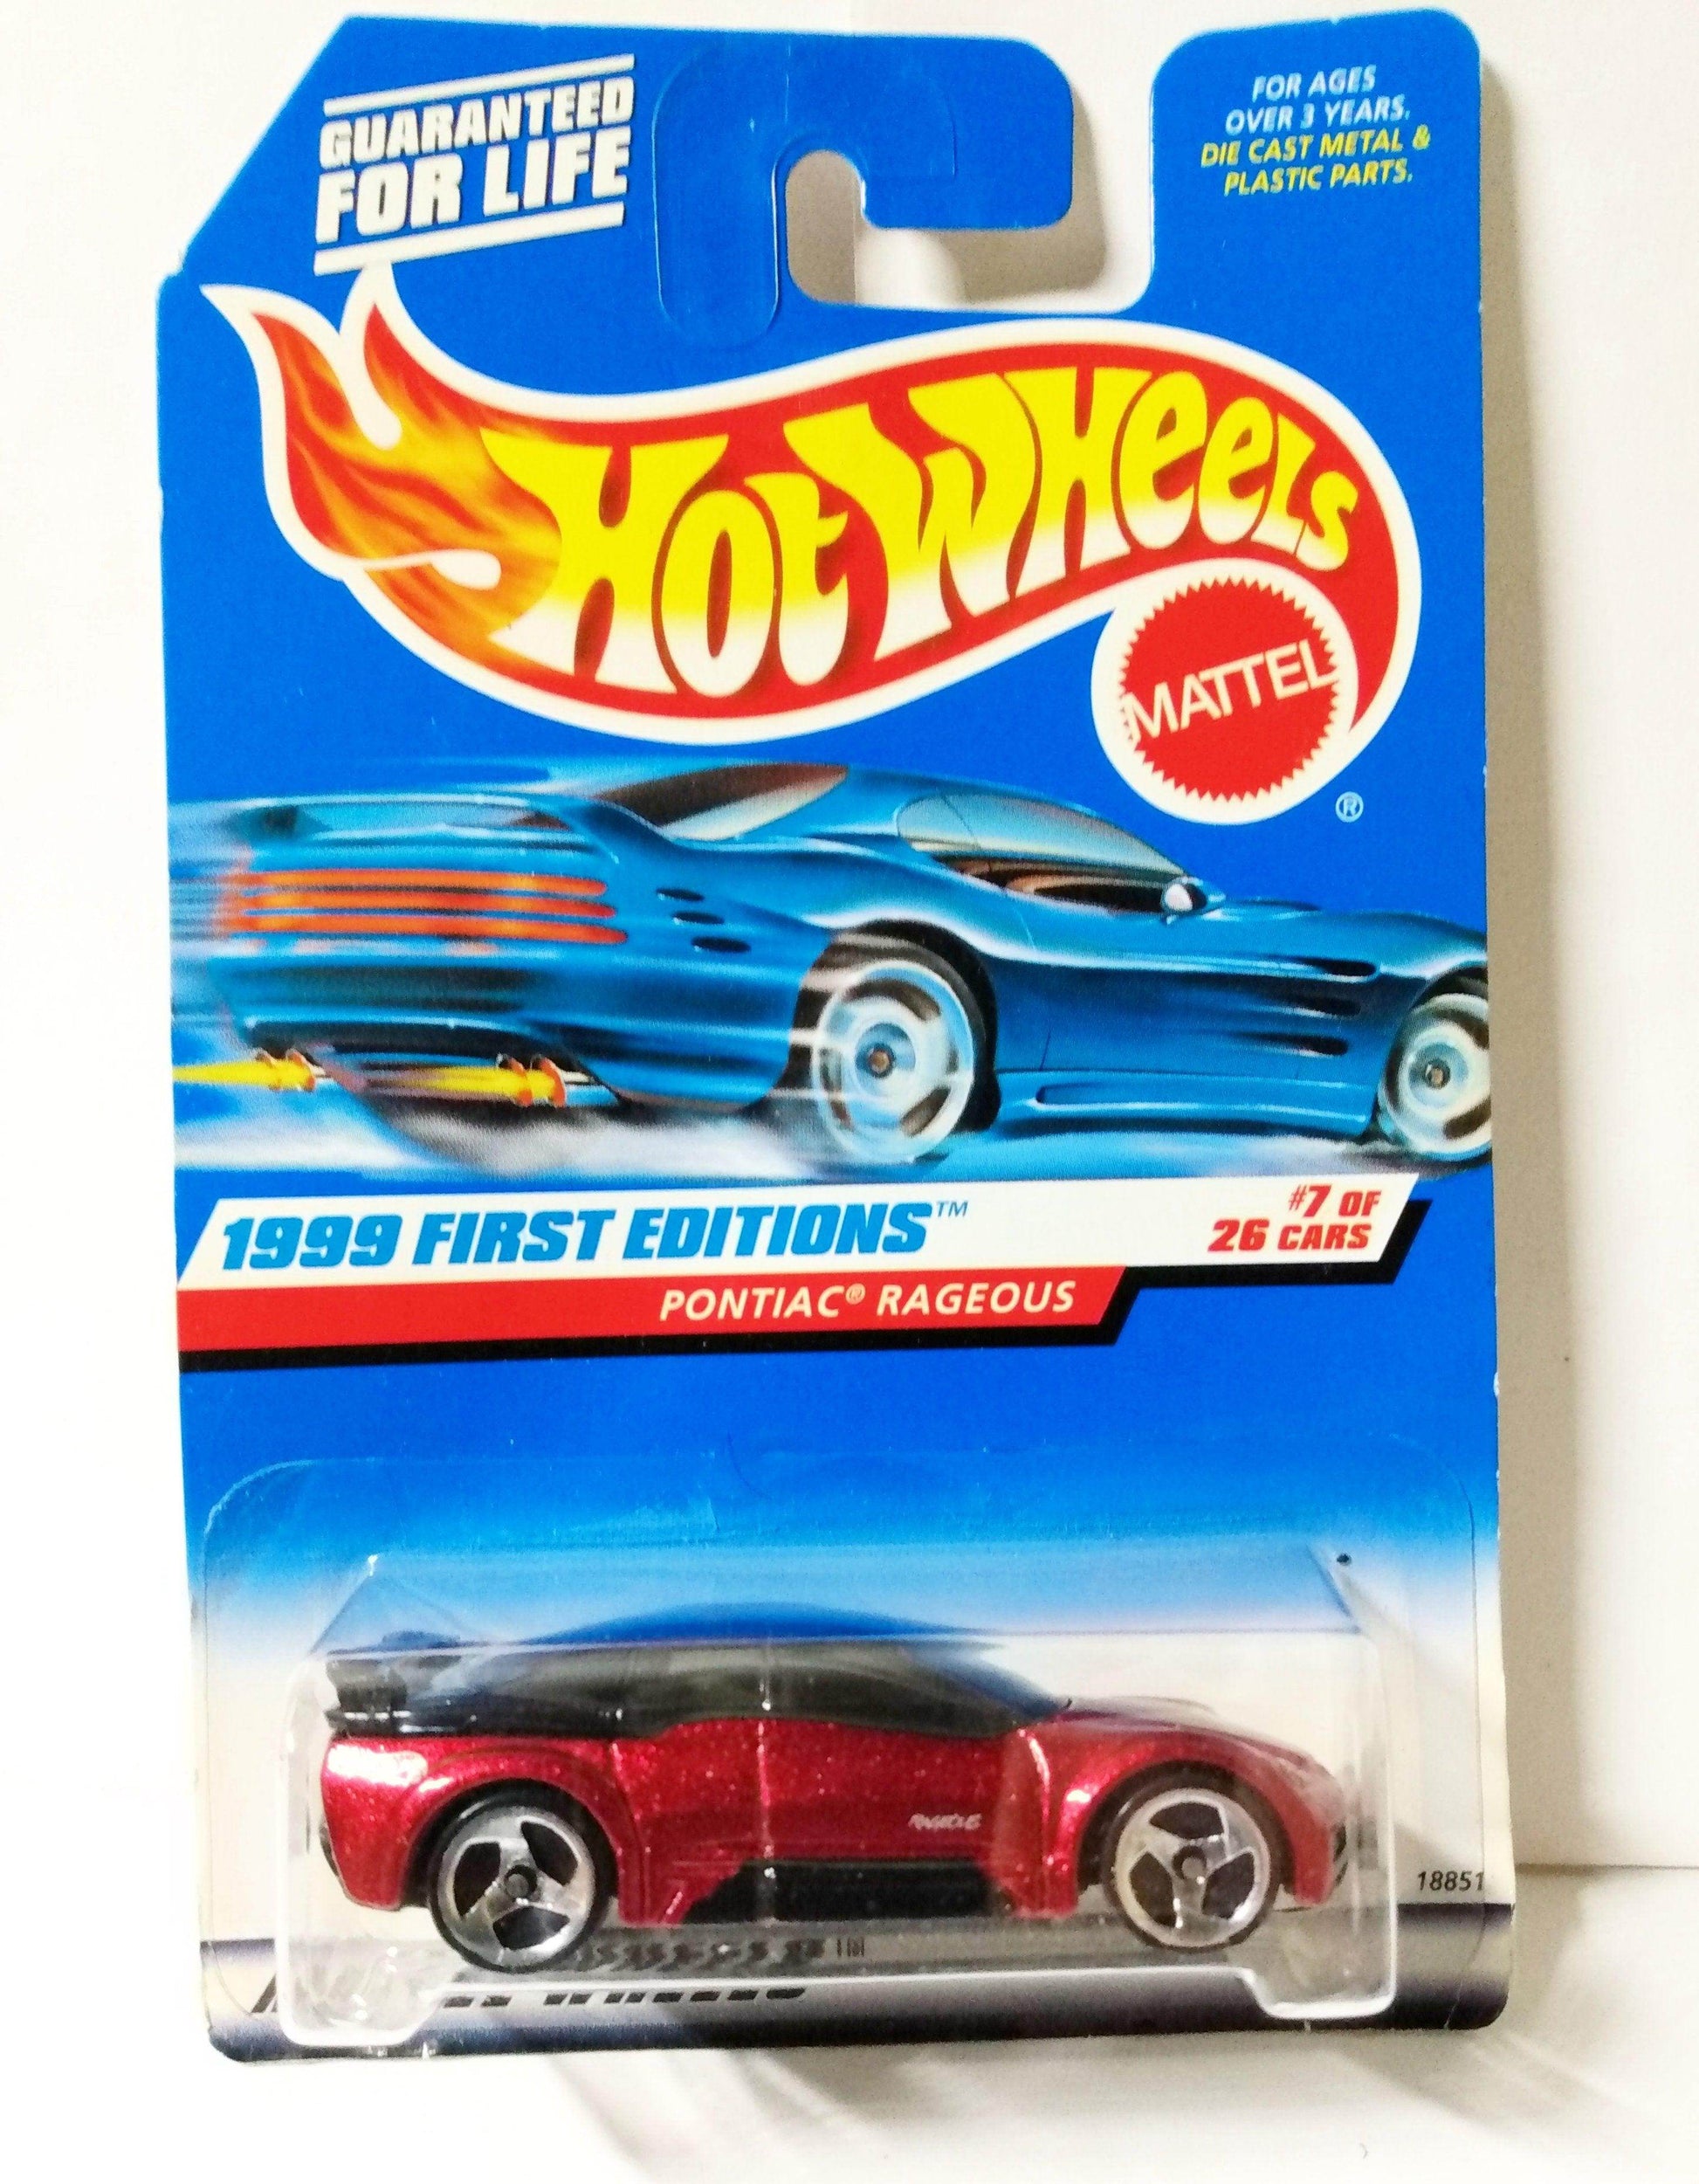 GUARANTEED
FOR LIFE
FOR AGES
OVER 3 YEARS.
DIE CAST METAL &
PLASTIC PARTS.
HOT WHEELS
MATTEL
®
1999 FIRST EDITIONS™
#7 OF
26 CARS
PONTIAC® RAGEOUS
18851